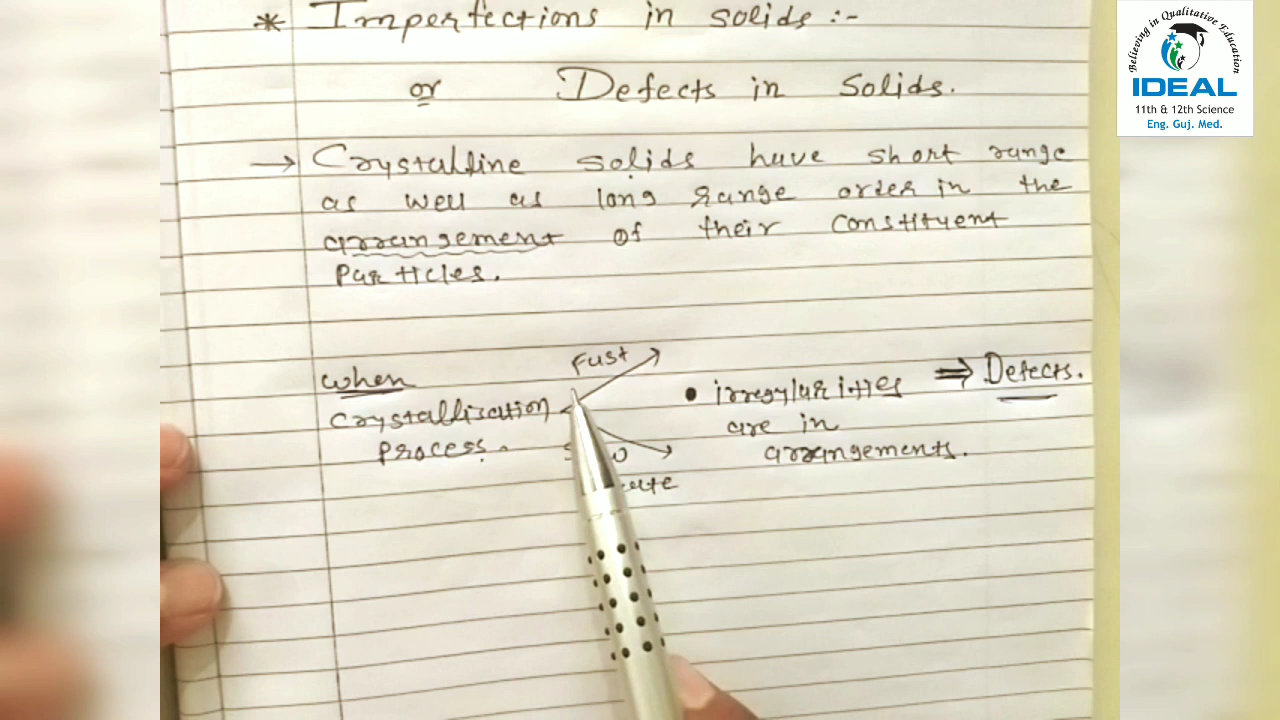 * Imperfections in solids :-
or Defects in Solids.
→ Crystalline solids have short range
as well as long range order in the
arrangement of their constituent
Particles.
when
Crystallization
process.
Fast
• irregularities
are in
arrangements.
⇒ Defects.
Believing in Qualitative Education
IDEAL
11th & 12th Science
Eng. Guj. Med.